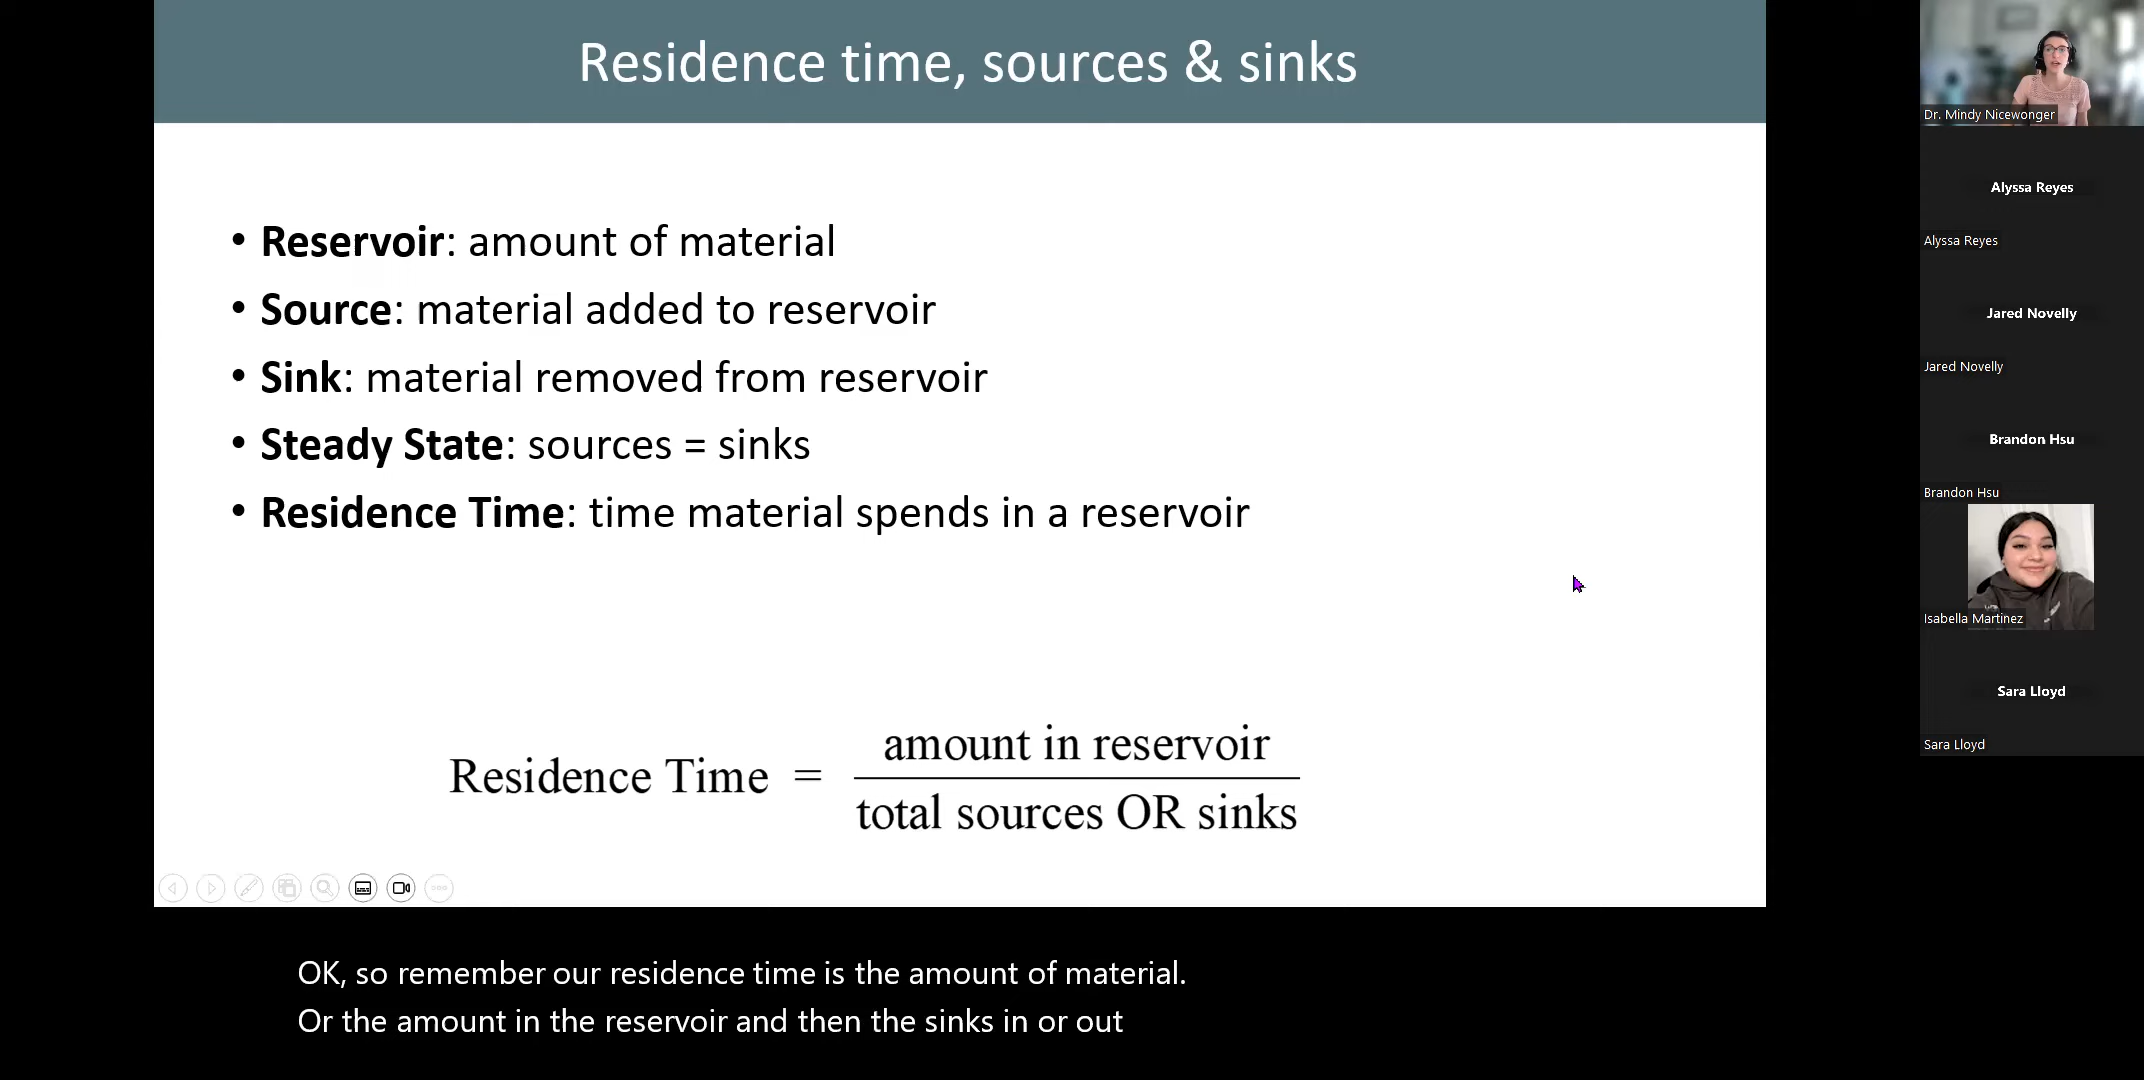 Residence time, sources & sinks
• Reservoir: amount of material
• Source: material added to reservoir
• Sink: material removed from reservoir
• Steady State: sources = sinks
• Residence Time: time material spends in a reservoir
Residence Time = amount in reservoir
total sources OR sinks
OK, so remember our residence time is the amount of material.
Or the amount in the reservoir and then the sinks in or out
Dr. Mindy Nicewonger
Alyssa Reyes
Alyssa Reyes
Jared Novelly
Jared Novelly
Brandon Hsu
Brandon Hsu
Isabella Martinez
Sara Lloyd
Sara Lloyd